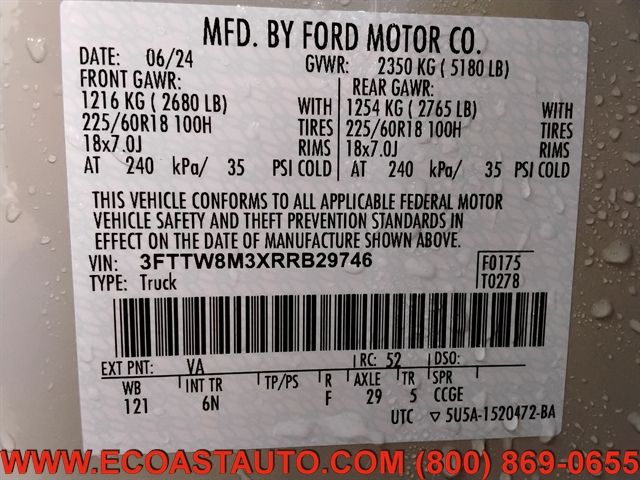 MFD. BY FORD MOTOR CO.
DATE: 06/24 GVWR: 2350 KG ( 5180 LB)
FRONT GAWR: REAR GAWR:
1216 KG ( 2680 LB) WITH 1254 KG ( 2765 LB) WITH
225/60R18 100H TIRES 225/60R18 100H TIRES
18x7.0J RIMS 18x7.0J RIMS
AT 240 kPa/ 35 PSI COLD AT 240 kPa/ 35 PSI COLD
THIS VEHICLE CONFORMS TO ALL APPLICABLE FEDERAL MOTOR
VEHICLE SAFETY AND THEFT PREVENTION STANDARDS IN
EFFECT ON THE DATE OF MANUFACTURE SHOWN ABOVE.
VIN: 3FTTW8M3XRRB29746 F0175
TYPE: Truck T0278
EXT PNT: VA RC: 52 DSO:
WB INT TR TP/PS R AXLE TR SPR
121 6N F 29 5 CCGE
UTC ▽ 5U5A-1520472-BA
WWW.ECOASTAUTO.COM (800) 869-0655